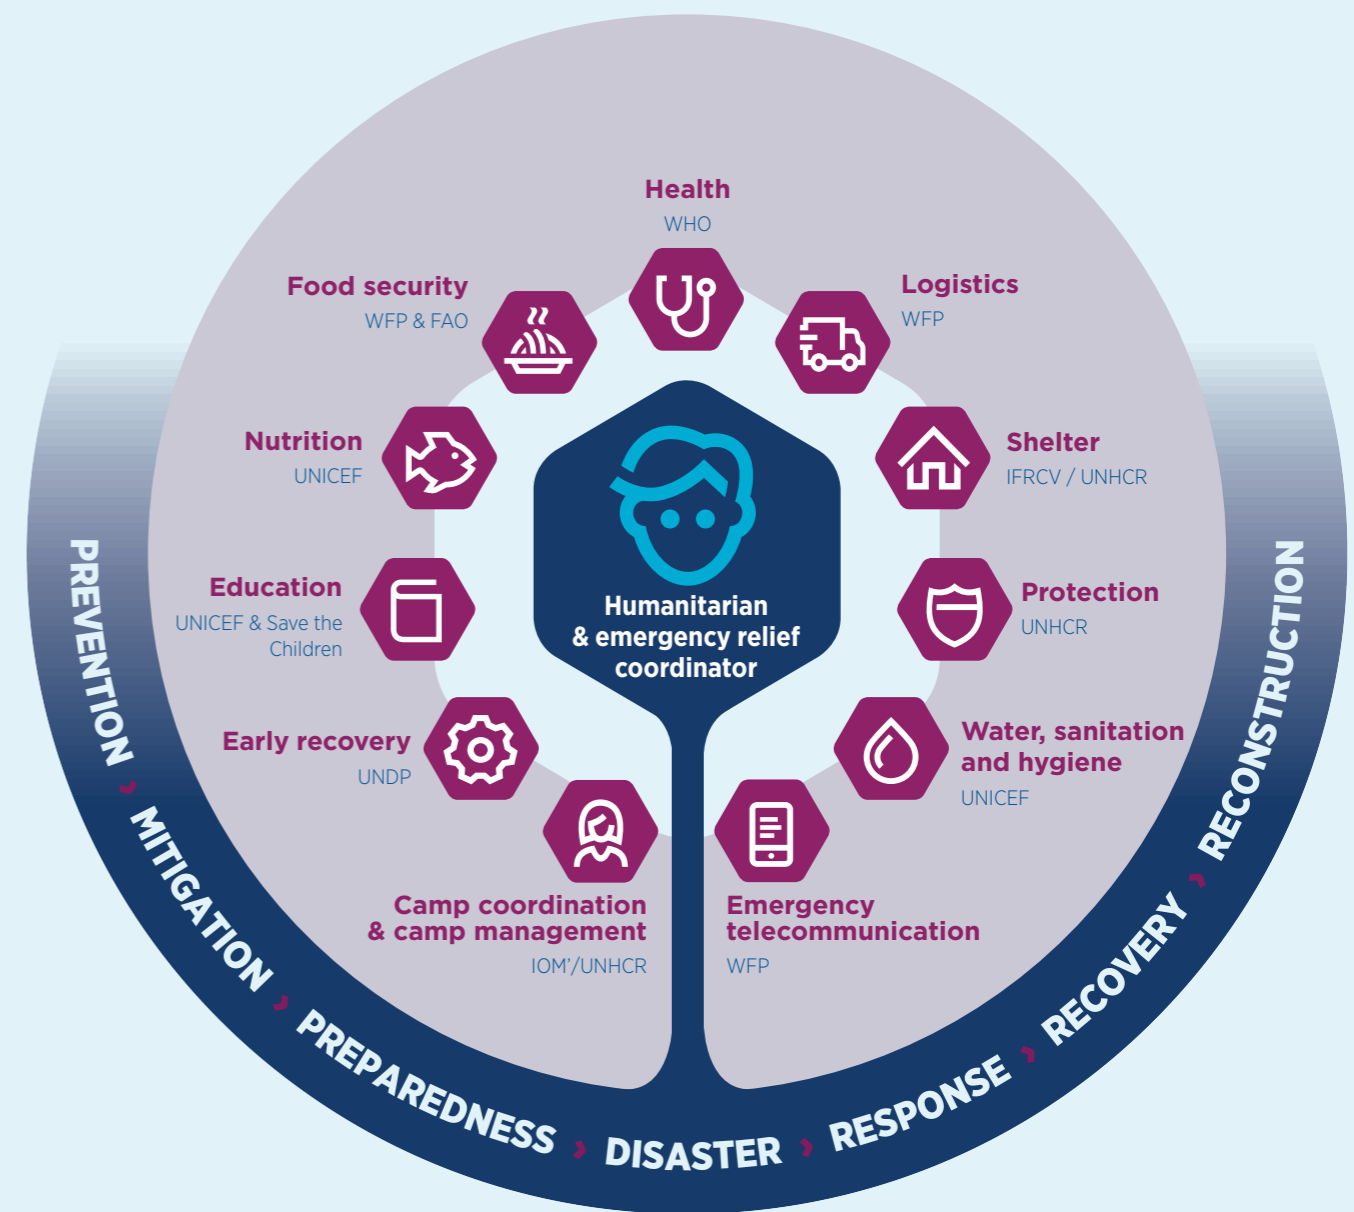 Health
WHO
Logistics
WFP
Shelter
IFRCV / UNHCR
Protection
UNHCR
Water, sanitation
and hygiene
UNICEF
Emergency
telecommunication
WFP
Camp coordination
& camp management
IOM'/UNHCR
Early recovery
UNDP
Education
UNICEF & Save the
Children
Nutrition
UNICEF
Food security
WFP & FAO
Humanitarian
& emergency relief
coordinator
PREVENTION › MITIGATION › PREPAREDNESS › DISASTER › RESPONSE › RECOVERY › RECONSTRUCTION